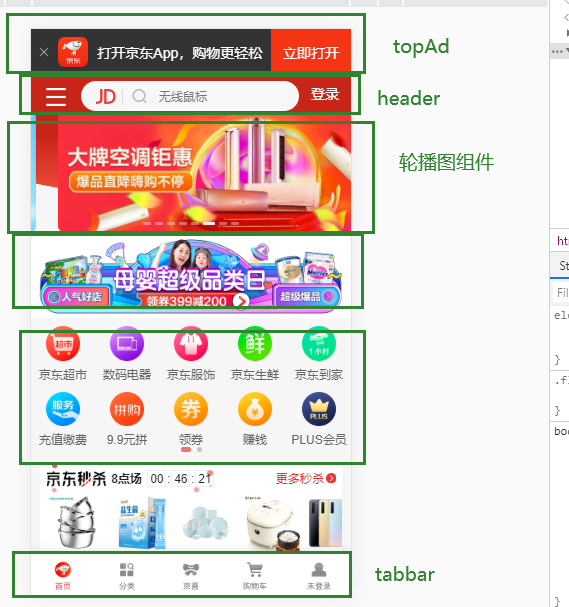 × 京东 打开京东App，购物更轻松 立即打开
topAd
JD 无线鼠标 登录
header
大牌空调钜惠
爆品直降嗨购不停
轮播图组件
母婴超级品类日
人气好店 领券399减200 超级爆品
超市 鲜 1小时
京东超市 数码电器 京东服饰 京东生鲜 京东到家
服务 拼购 券 PLUS
充值缴费 9.9元拼 领券 赚钱 PLUS会员
京东秒杀 8点场 00 : 46 : 21 更多秒杀
益生菌
首页 分类 京喜 购物车 未登录
tabbar
htm
St
Fil
ele
}
.f
}
boc
}